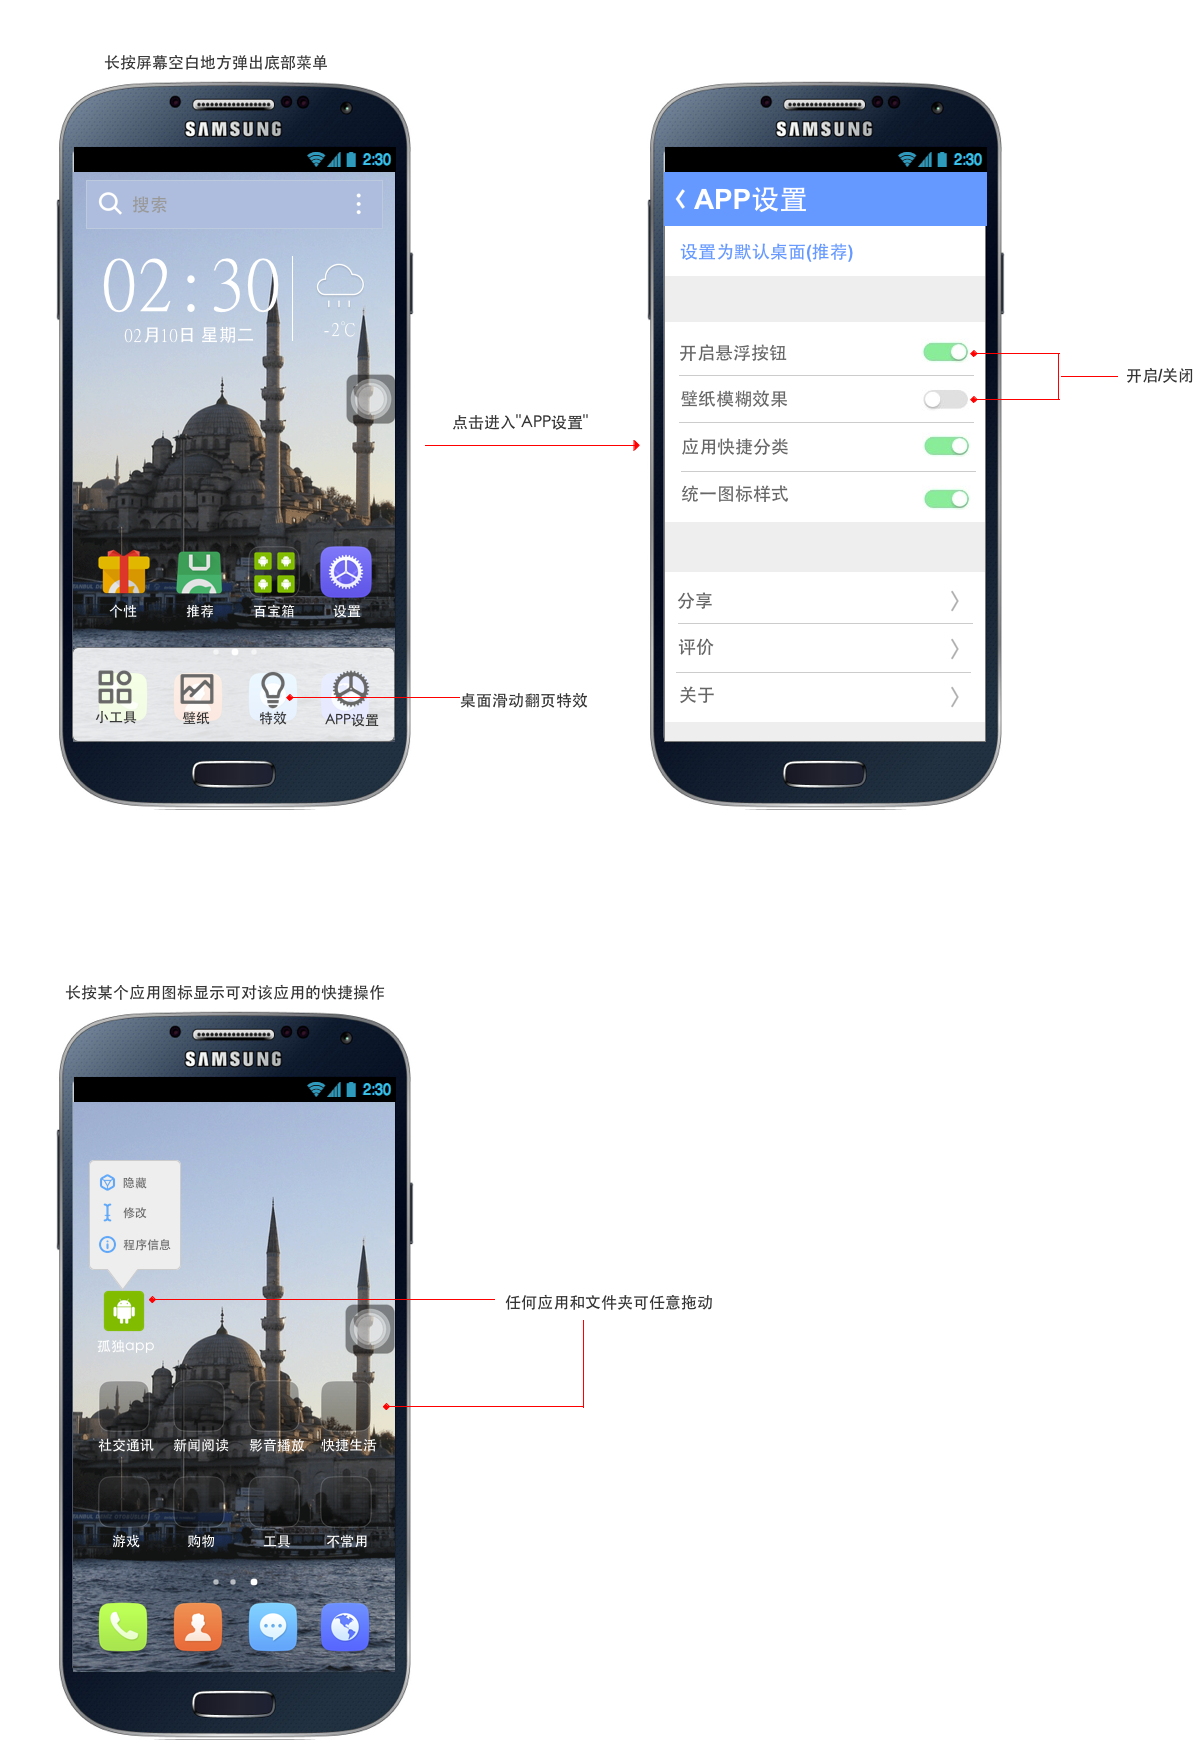 长按屏幕空白地方弹出底部菜单
SAMSUNG
2:30
搜索
02:30
02月10日 星期二
-2℃
个性
推荐
百宝箱
设置
小工具
壁纸
特效
APP设置
桌面滑动翻页特效
点击进入"APP设置"
SAMSUNG
2:30
APP设置
设置为默认桌面(推荐)
开启悬浮按钮
壁纸模糊效果
应用快捷分类
统一图标样式
开启/关闭
分享
评价
关于
长按某个应用图标显示可对该应用的快捷操作
SAMSUNG
2:30
隐藏
修改
程序信息
孤独app
任何应用和文件夹可任意拖动
社交通讯
新闻阅读
影音播放
快捷生活
游戏
购物
工具
不常用